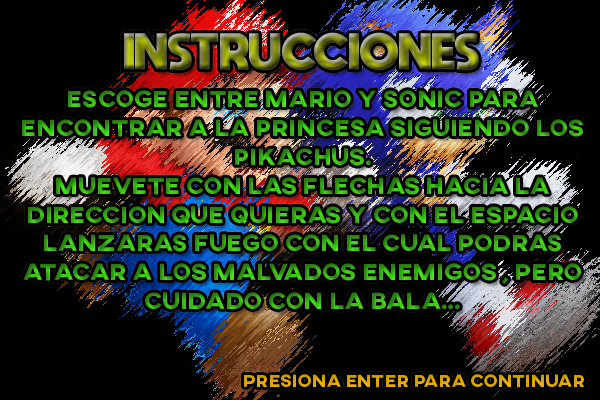 INSTRUCCIONES
ESCOGE ENTRE MARIO Y SONIC PARA
ENCONTRAR A LA PRINCESA SIGUIENDO LOS
PIKACHUS.
MUEVETE CON LAS FLECHAS HACIA LA
DIRECCION QUE QUIERAS Y CON EL ESPACIO
LANZARAS FUEGO CON EL CUAL PODRAS
ATACAR A LOS MALVADOS ENEMIGOS , PERO
CUIDADO CON LA BALA...
PRESIONA ENTER PARA CONTINUAR